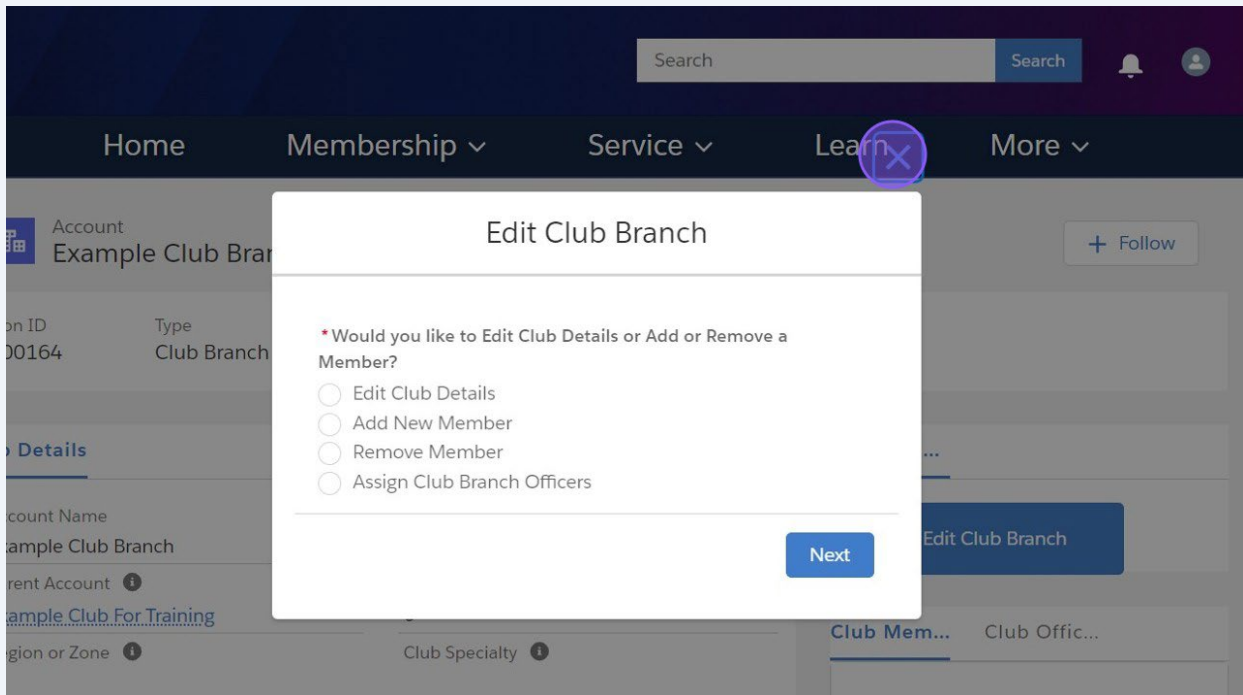 Search Search
Home Membership Service Learn More
Account
Example Club Bran
Edit Club Branch
+ Follow
on ID Type
00164 Club Branch
*Would you like to Edit Club Details or Add or Remove a
Member?
Edit Club Details
Add New Member
Remove Member
Assign Club Branch Officers
Next
Details
...
count Name
ample Club Branch
Edit Club Branch
rent Account
ample Club For Training
egion or Zone
Club Specialty
Club Mem... Club Offic...